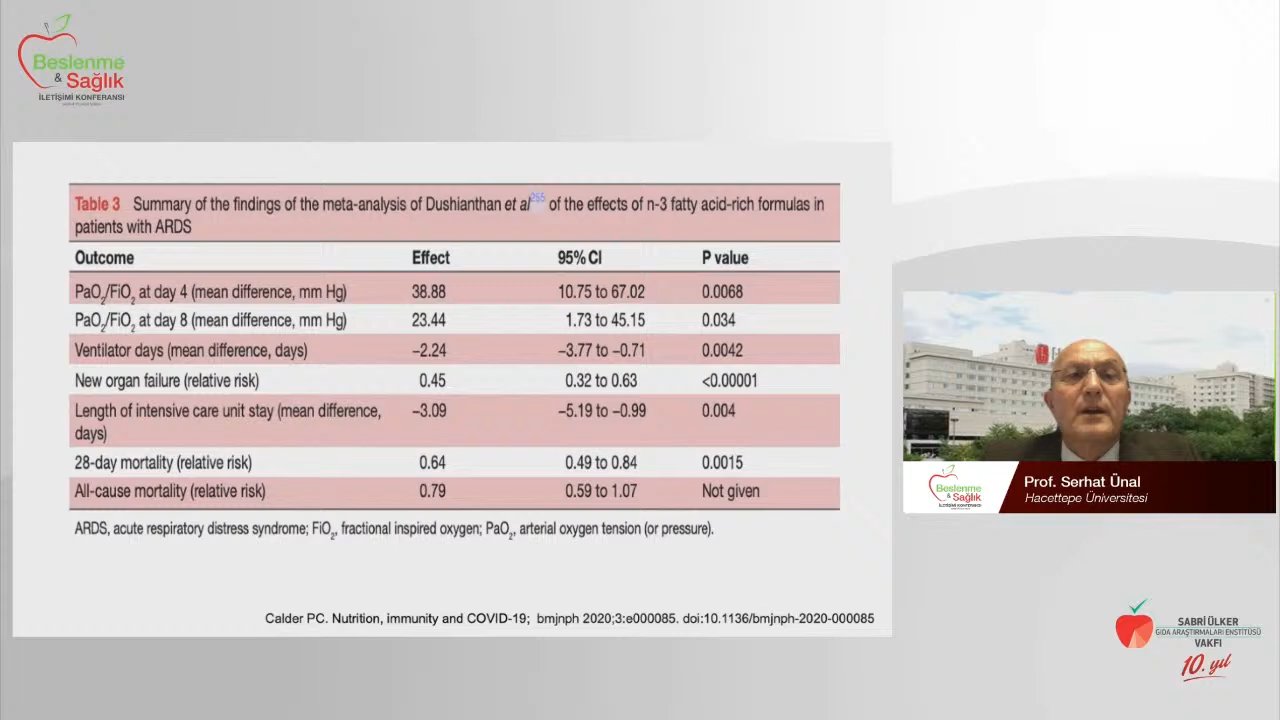 Beslenme
& Sağlık
İLETİŞİMİ KONFERANSI
Table 3 Summary of the findings of the meta-analysis of Dushianthan et al255 of the effects of n-3 fatty acid-rich formulas in
patients with ARDS
Outcome Effect 95% CI P value
PaO2/FiO2 at day 4 (mean difference, mm Hg) 38.88 10.75 to 67.02 0.0068
PaO2/FiO2 at day 8 (mean difference, mm Hg) 23.44 1.73 to 45.15 0.034
Ventilator days (mean difference, days) −2.24 −3.77 to −0.71 0.0042
New organ failure (relative risk) 0.45 0.32 to 0.63 <0.00001
Length of intensive care unit stay (mean difference, −3.09 −5.19 to −0.99 0.004
days)
28-day mortality (relative risk) 0.64 0.49 to 0.84 0.0015
All-cause mortality (relative risk) 0.79 0.59 to 1.07 Not given
ARDS, acute respiratory distress syndrome; FiO2, fractional inspired oxygen; PaO2, arterial oxygen tension (or pressure).
Calder PC. Nutrition, immunity and COVID-19; bmjnph 2020;3:e000085. doi:10.1136/bmjnph-2020-000085
Beslenme
& Sağlık
İLETİŞİMİ KONFERANSI
Prof. Serhat Ünal
Hacettepe Üniversitesi
SABRİ ÜLKER
GIDA ARAŞTIRMALARI ENSTİTÜSÜ
VAKFI
10. yıl